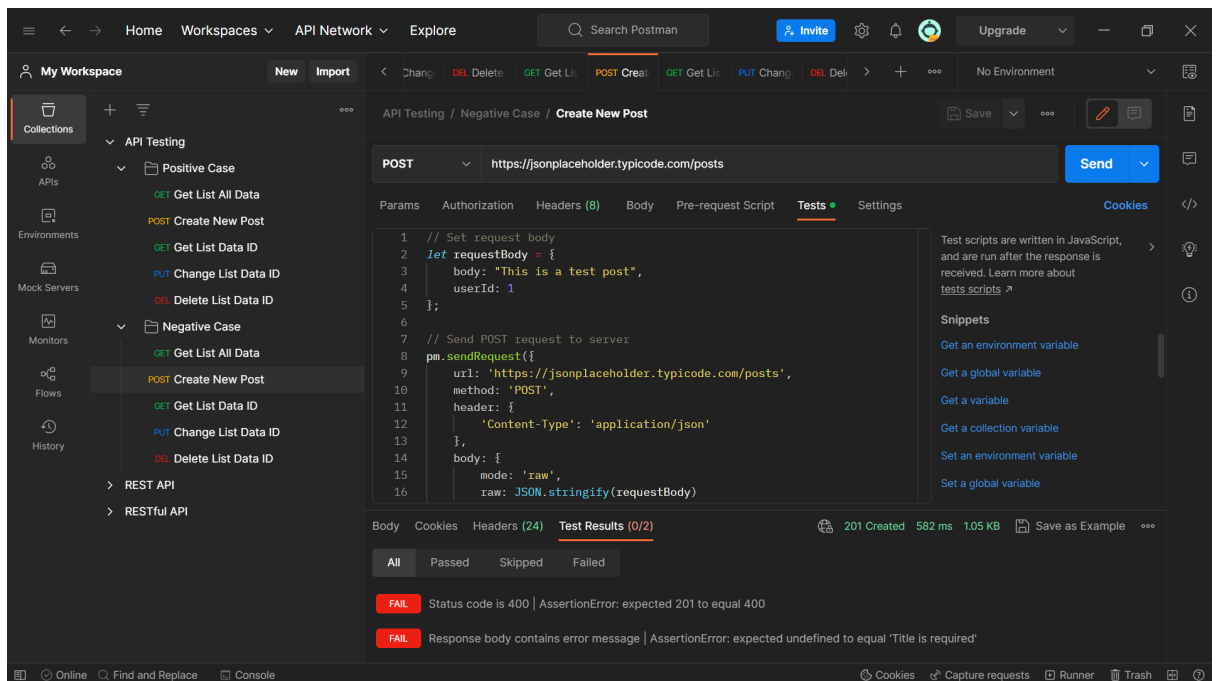 Home Workspaces API Network Explore Search Postman Invite Upgrade
My Workspace New Import Chang DEL Delete GET Get Lis POST Creat GET Get Lis PUT Chang DEL Del No Environment
Collections
APIs
Environments
Mock Servers
Monitors
Flows
History
API Testing
Positive Case
GET Get List All Data
POST Create New Post
GET Get List Data ID
PUT Change List Data ID
DEL Delete List Data ID
Negative Case
GET Get List All Data
POST Create New Post
GET Get List Data ID
PUT Change List Data ID
DEL Delete List Data ID
REST API
RESTful API
API Testing / Negative Case / Create New Post Save
POST https://jsonplaceholder.typicode.com/posts Send
Params Authorization Headers (8) Body Pre-request Script Tests Settings Cookies
1 // Set request body
2 let requestBody = {
3 body: "This is a test post",
4 userId: 1
5 };
6
7 // Send POST request to server
8 pm.sendRequest({
9 url: 'https://jsonplaceholder.typicode.com/posts',
10 method: 'POST',
11 header: {
12 'Content-Type': 'application/json'
13 },
14 body: {
15 mode: 'raw',
16 raw: JSON.stringify(requestBody)
Test scripts are written in JavaScript,
and are run after the response is
received. Learn more about
tests scripts ↗
Snippets
Get an environment variable
Get a global variable
Get a variable
Get a collection variable
Set an environment variable
Set a global variable
Body Cookies Headers (24) Test Results (0/2) 201 Created 582 ms 1.05 KB Save as Example
All Passed Skipped Failed
FAIL Status code is 400 | AssertionError: expected 201 to equal 400
FAIL Response body contains error message | AssertionError: expected undefined to equal 'Title is required'
Online Find and Replace Console Cookies Capture requests Runner Trash